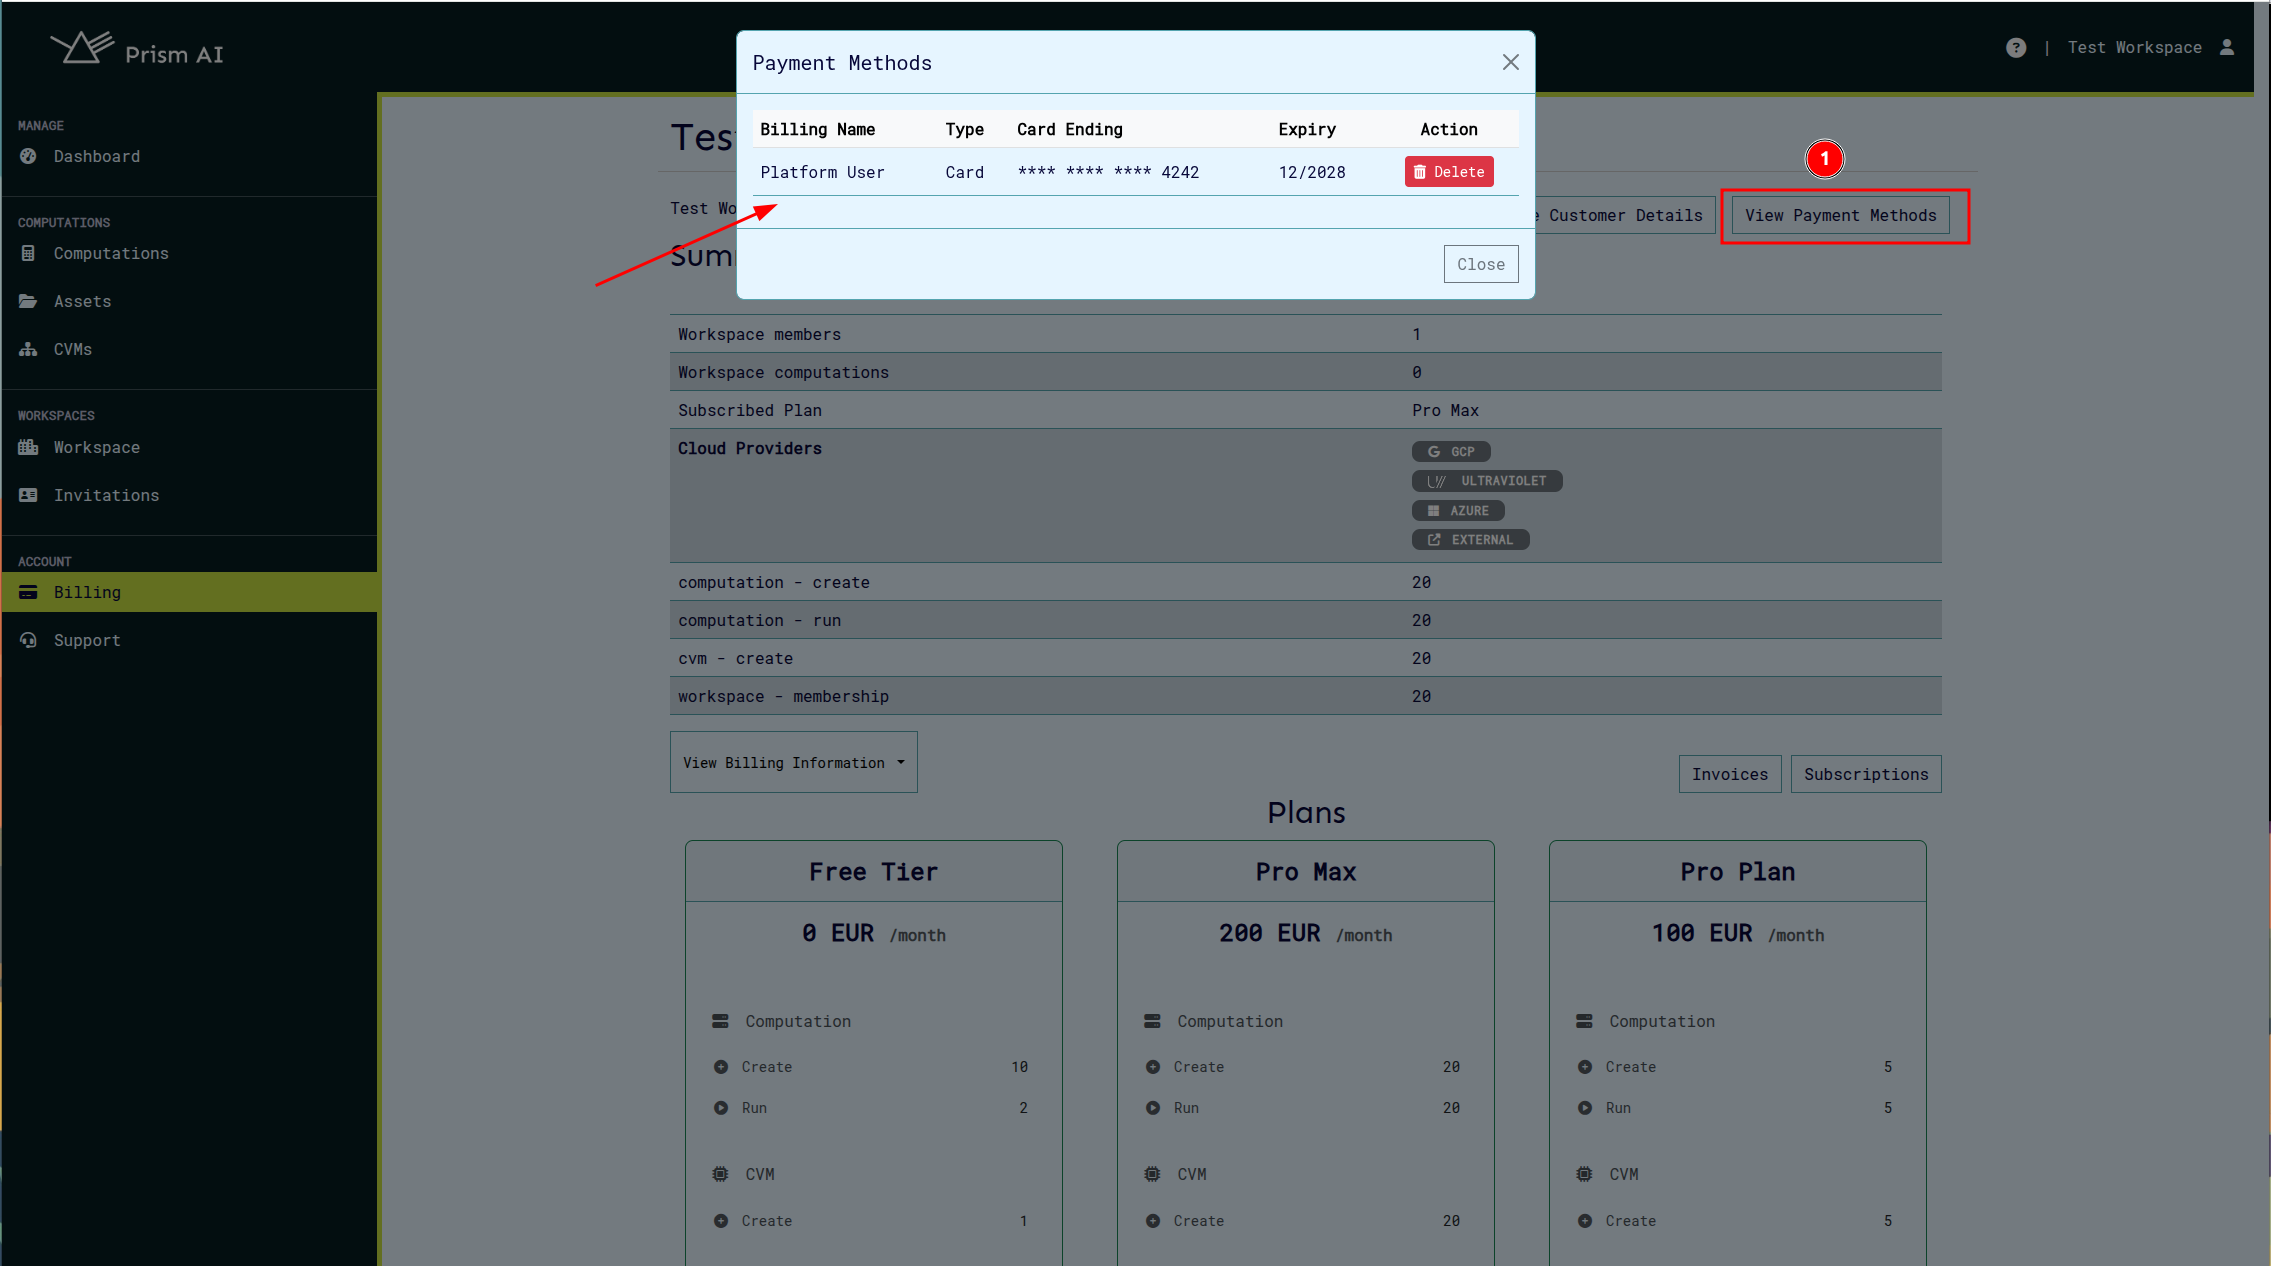 Prism AI
? | Test Workspace
MANAGE
Dashboard
COMPUTATIONS
Computations
Assets
CVMs
WORKSPACES
Workspace
Invitations
ACCOUNT
Billing
Support
Payment Methods
Billing Name Type Card Ending Expiry Action
Platform User Card **** **** **** 4242 12/2028 Delete
Close
1
Test
Customer Details View Payment Methods
Workspace members 1
Workspace computations 0
Subscribed Plan Pro Max
Cloud Providers
GCP
ULTRAVIOLET
AZURE
EXTERNAL
computation - create 20
computation - run 20
cvm - create 20
workspace - membership 20
View Billing Information
Invoices Subscriptions
Plans
Free Tier
0 EUR /month
Computation
Create 10
Run 2
CVM
Create 1
Pro Max
200 EUR /month
Computation
Create 20
Run 20
CVM
Create 20
Pro Plan
100 EUR /month
Computation
Create 5
Run 5
CVM
Create 5